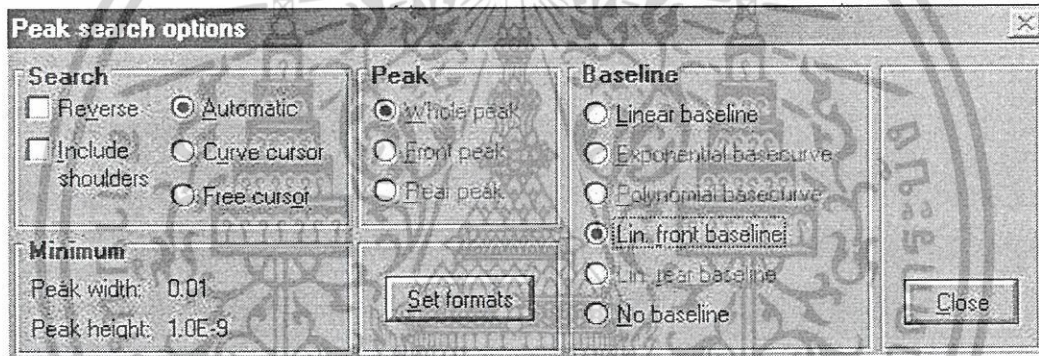 Peak search options
Search
Reverse
Automatic
Include shoulders
Curve cursor
Free cursor
Minimum
Peak width: 0.01
Peak height: 1.0E-9
Peak
Whole peak
Front peak
Rear peak
Set formats
Baseline
Linear baseline
Exponential basecurve
Polynomial basecurve
Lin. front baseline
Lin. rear baseline
No baseline
Close